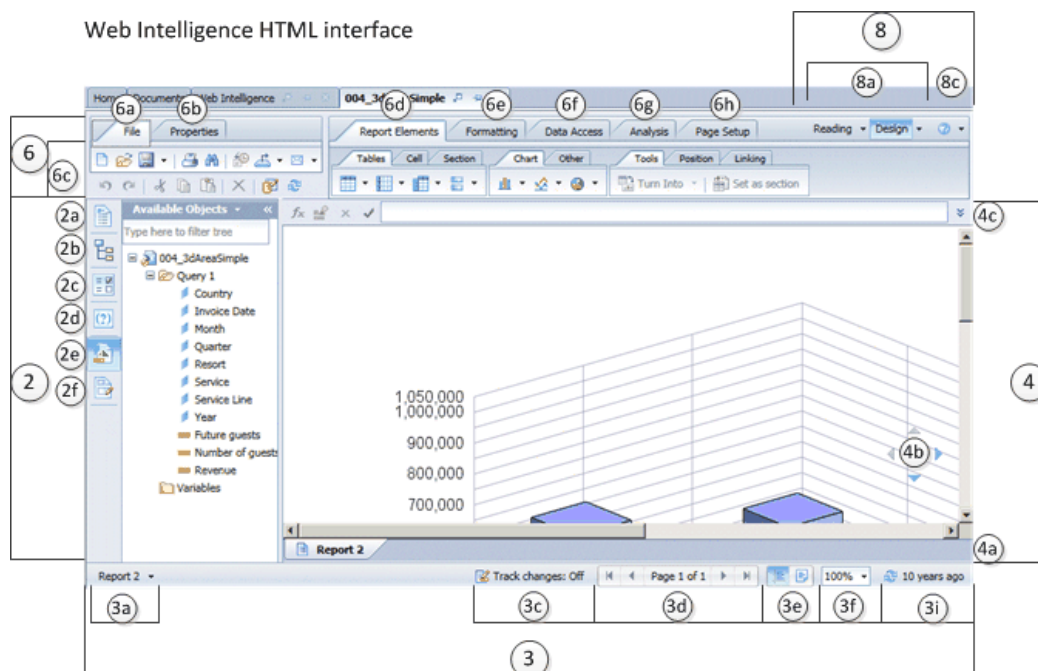 Web Intelligence HTML interface
8
8a
8c
Home Documents Web Intelligence 004_3dAreaSimple
6a 6b 6d 6e 6f 6g 6h
File Properties Report Elements Formatting Data Access Analysis Page Setup Reading Design
6
Tables Cell Section Chart Other Tools Position Linking
6c
Turn Into Set as section
2a Available Objects « fx 4c
Type here to filter tree
2b 004_3dAreaSimple
Query 1
2c Country
Invoice Date
2d Month
Quarter
2e Resort
2 Service 4
2f Service Line 1,050,000
Year 1,000,000
Future guests 900,000
Number of guests 4b
Revenue 800,000
Variables 700,000
Report 2 4a
Report 2 Track changes: Off Page 1 of 1 100% 10 years ago
3a 3c 3d 3e 3f 3i
3